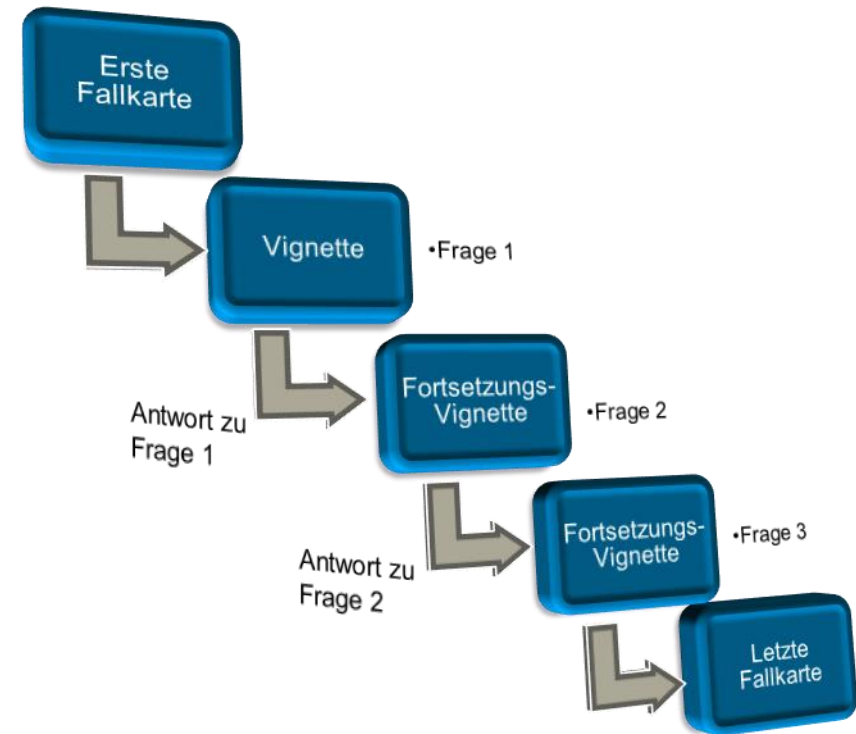 Erste
Fallkarte
Vignette
•Frage 1
Antwort zu
Frage 1
Fortsetzungs-
Vignette
•Frage 2
Antwort zu
Frage 2
Fortsetzungs-
Vignette
•Frage 3
Letzte
Fallkarte